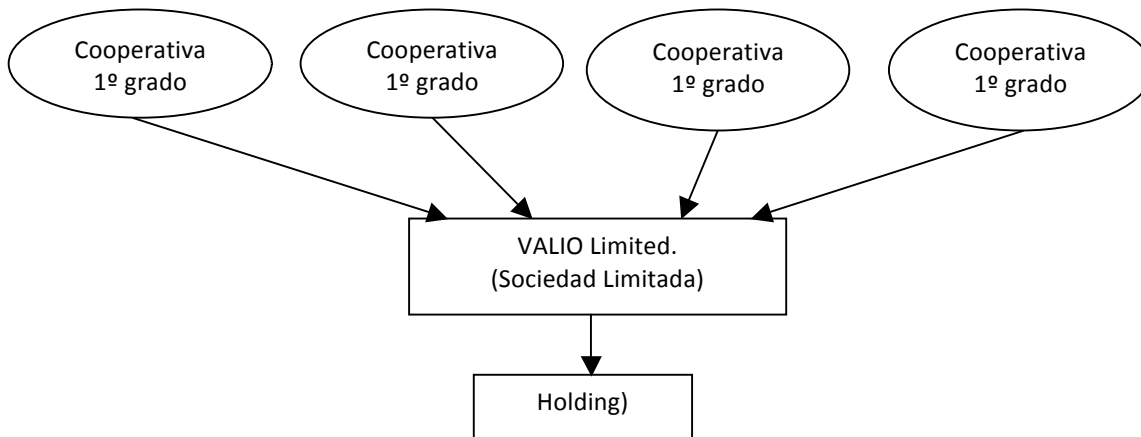 Cooperativa
1º grado
Cooperativa
1º grado
Cooperativa
1º grado
Cooperativa
1º grado
VALIO Limited.
(Sociedad Limitada)
Holding)